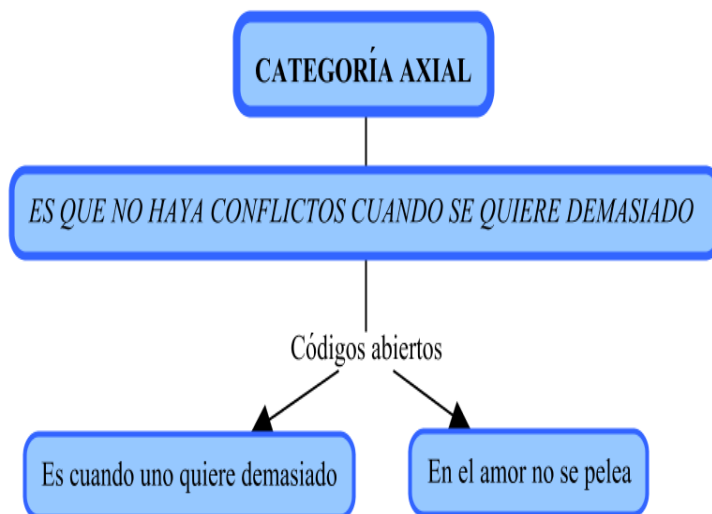 CATEGORÍA AXIAL
ES QUE NO HAYA CONFLICTOS CUANDO SE QUIERE DEMASIADO
Códigos abiertos
Es cuando uno quiere demasiado
En el amor no se pelea